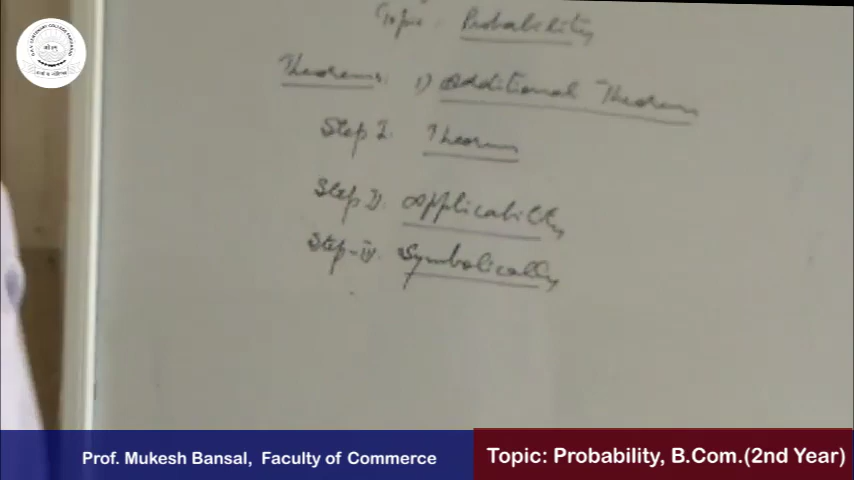 Topic: Probability
Theorems: 1) Additional Theorem
Step I. Theorem
Step II. Applicability
Step-iv. Symbolically
Prof. Mukesh Bansal, Faculty of Commerce
Topic: Probability, B.Com.(2nd Year)